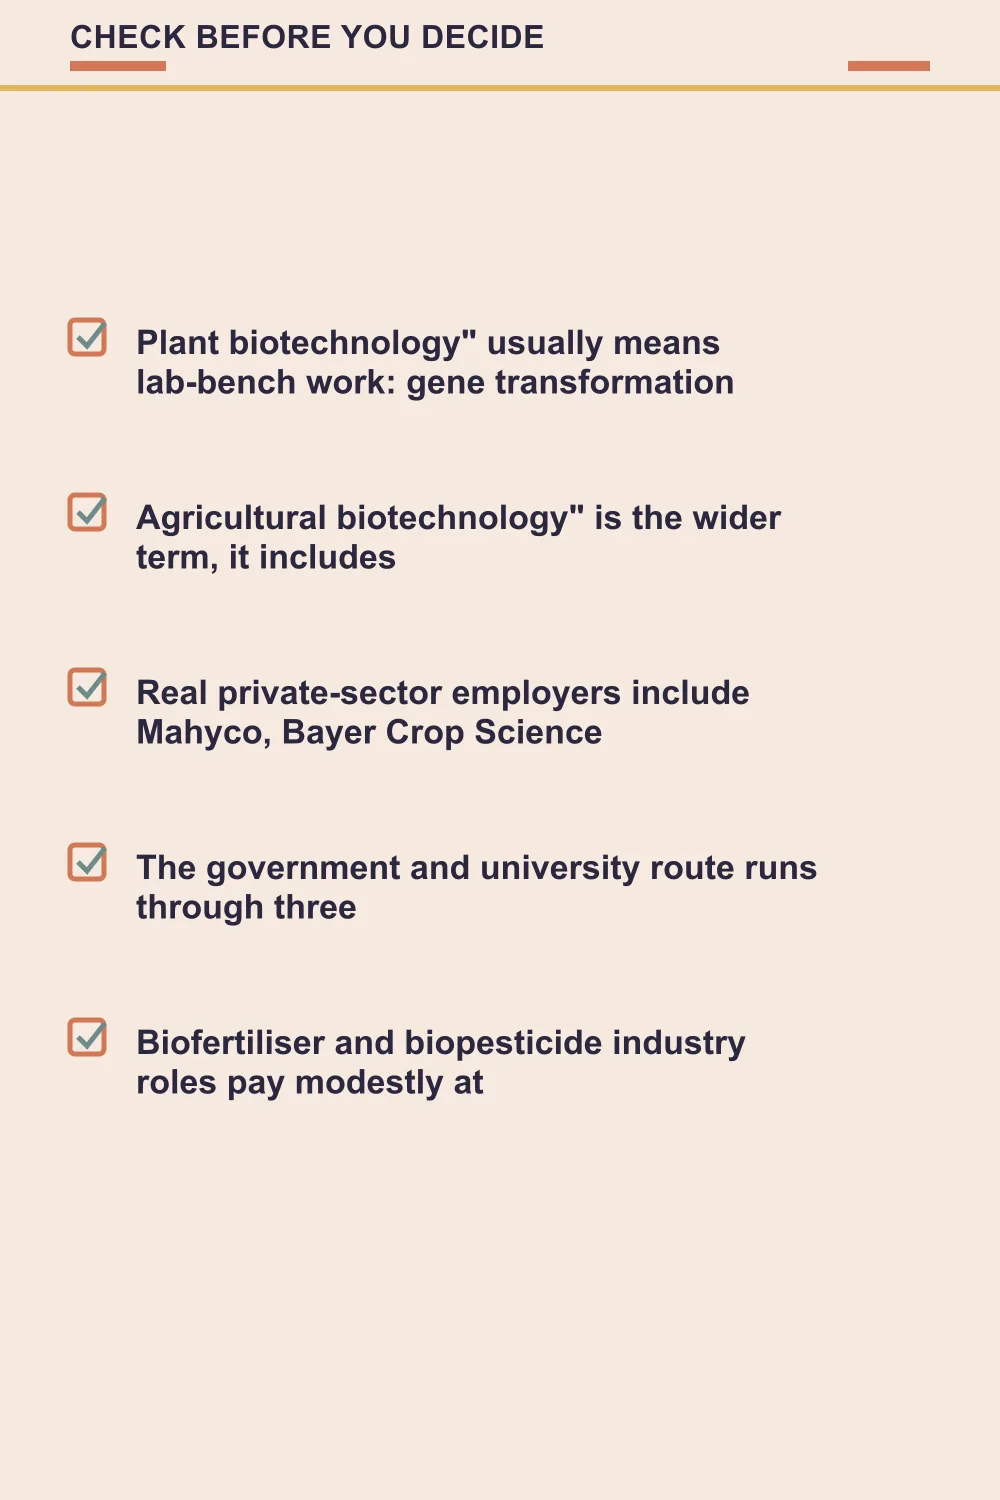 CHECK BEFORE YOU DECIDE
Plant biotechnology" usually means
lab-bench work: gene transformation
Agricultural biotechnology" is the wider
term, it includes
Real private-sector employers include
Mahyco, Bayer Crop Science
The government and university route runs
through three
Biofertiliser and biopesticide industry
roles pay modestly at